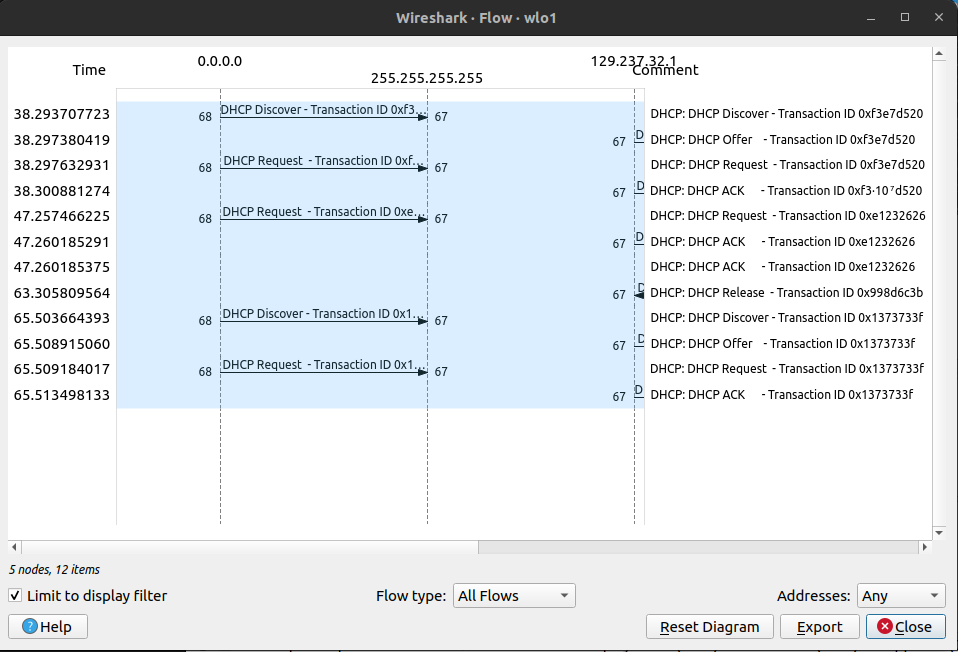 Wireshark · Flow · wlo1
0.0.0.0
129.237.32.1
Time
255.255.255.255
Comment
38.293707723 68 DHCP Discover - Transaction ID 0xf3... 67 DHCP: DHCP Discover - Transaction ID 0xf3e7d520
38.297380419 67 D DHCP: DHCP Offer - Transaction ID 0xf3e7d520
38.297632931 68 DHCP Request - Transaction ID 0xf... 67 DHCP: DHCP Request - Transaction ID 0xf3e7d520
38.300881274 67 D DHCP: DHCP ACK - Transaction ID 0xf3·10⁷d520
47.257466225 68 DHCP Request - Transaction ID 0xe... 67 DHCP: DHCP Request - Transaction ID 0xe1232626
47.260185291 67 D DHCP: DHCP ACK - Transaction ID 0xe1232626
47.260185375 DHCP: DHCP ACK - Transaction ID 0xe1232626
63.305809564 67 D DHCP: DHCP Release - Transaction ID 0x998d6c3b
65.503664393 68 DHCP Discover - Transaction ID 0x1... 67 DHCP: DHCP Discover - Transaction ID 0x1373733f
65.508915060 67 D DHCP: DHCP Offer - Transaction ID 0x1373733f
65.509184017 68 DHCP Request - Transaction ID 0x1... 67 DHCP: DHCP Request - Transaction ID 0x1373733f
65.513498133 67 D DHCP: DHCP ACK - Transaction ID 0x1373733f
5 nodes, 12 items
Limit to display filter Flow type: All Flows Addresses: Any
? Help Reset Diagram Export Close